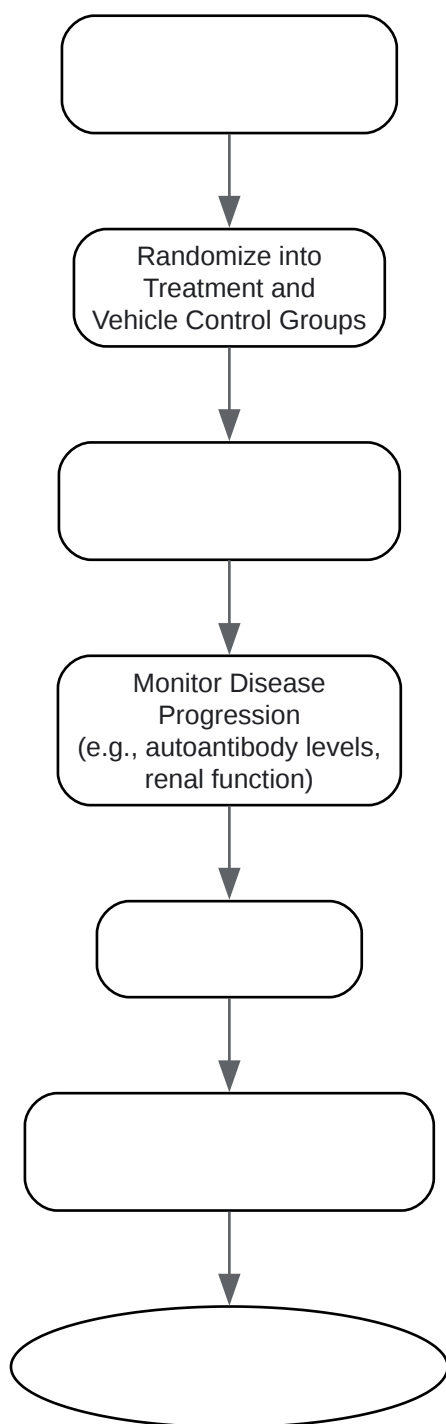 Randomize into
Treatment and
Vehicle Control Groups
Monitor Disease
Progression
(e.g., autoantibody levels,
renal function)